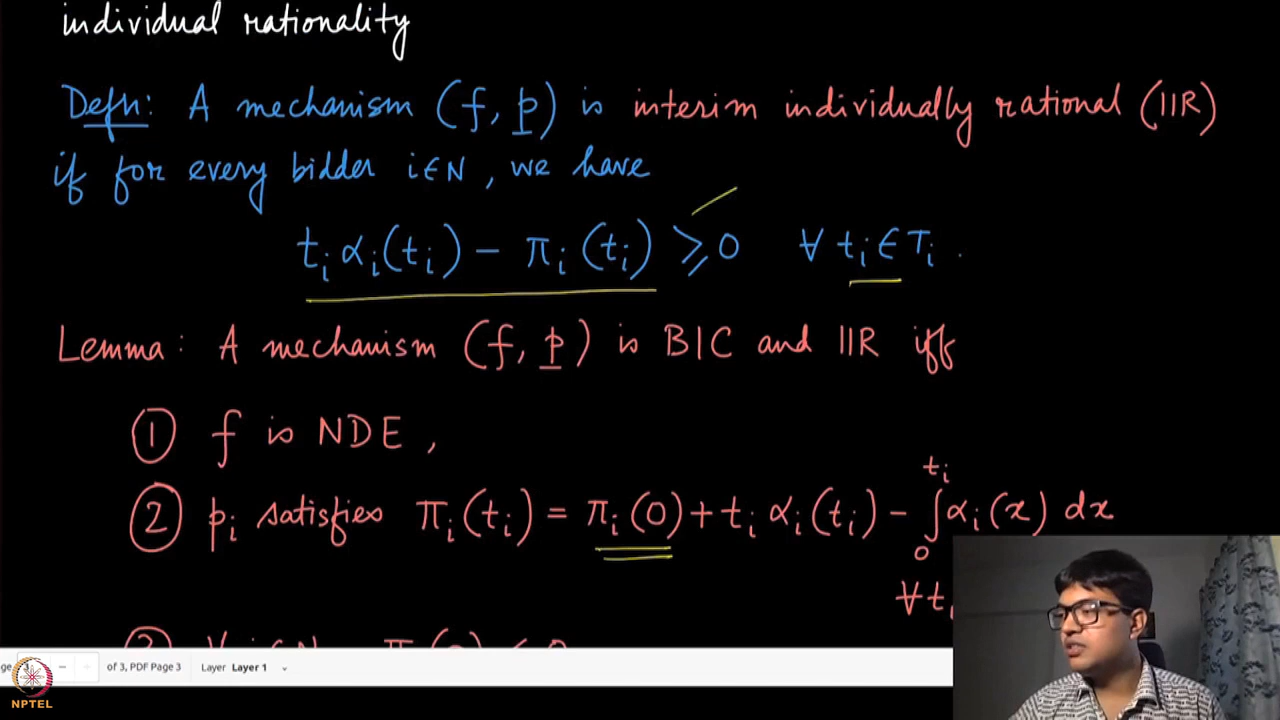 individual rationality
Defn: A mechanism (f, p) is interim individually rational (IIR)
if for every bidder i∈N, we have
t_i α_i(t_i) − π_i(t_i) ⩾ 0 ∀ t_i ∈ T_i.
Lemma: A mechanism (f, p) is BIC and IIR iff
① f is NDE,
② p_i satisfies π_i(t_i) = π_i(0) + t_i α_i(t_i) − ∫_0^{t_i} α_i(x) dx
∀ t_i
of 3, PDF Page 3 Layer Layer 1
NPTEL